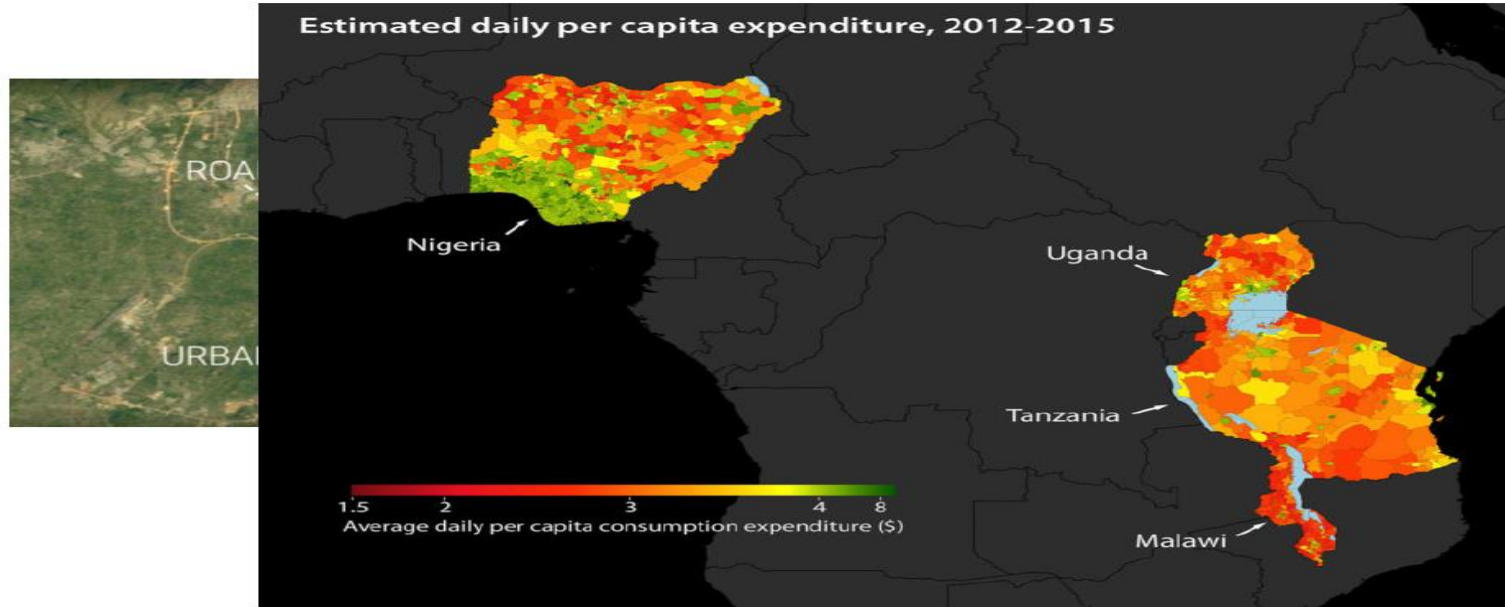 Estimated daily per capita expenditure, 2012-2015
ROA
URBA
Nigeria
Uganda
Tanzania
Malawi
1.5 2 3 4 8
Average daily per capita consumption expenditure ($)